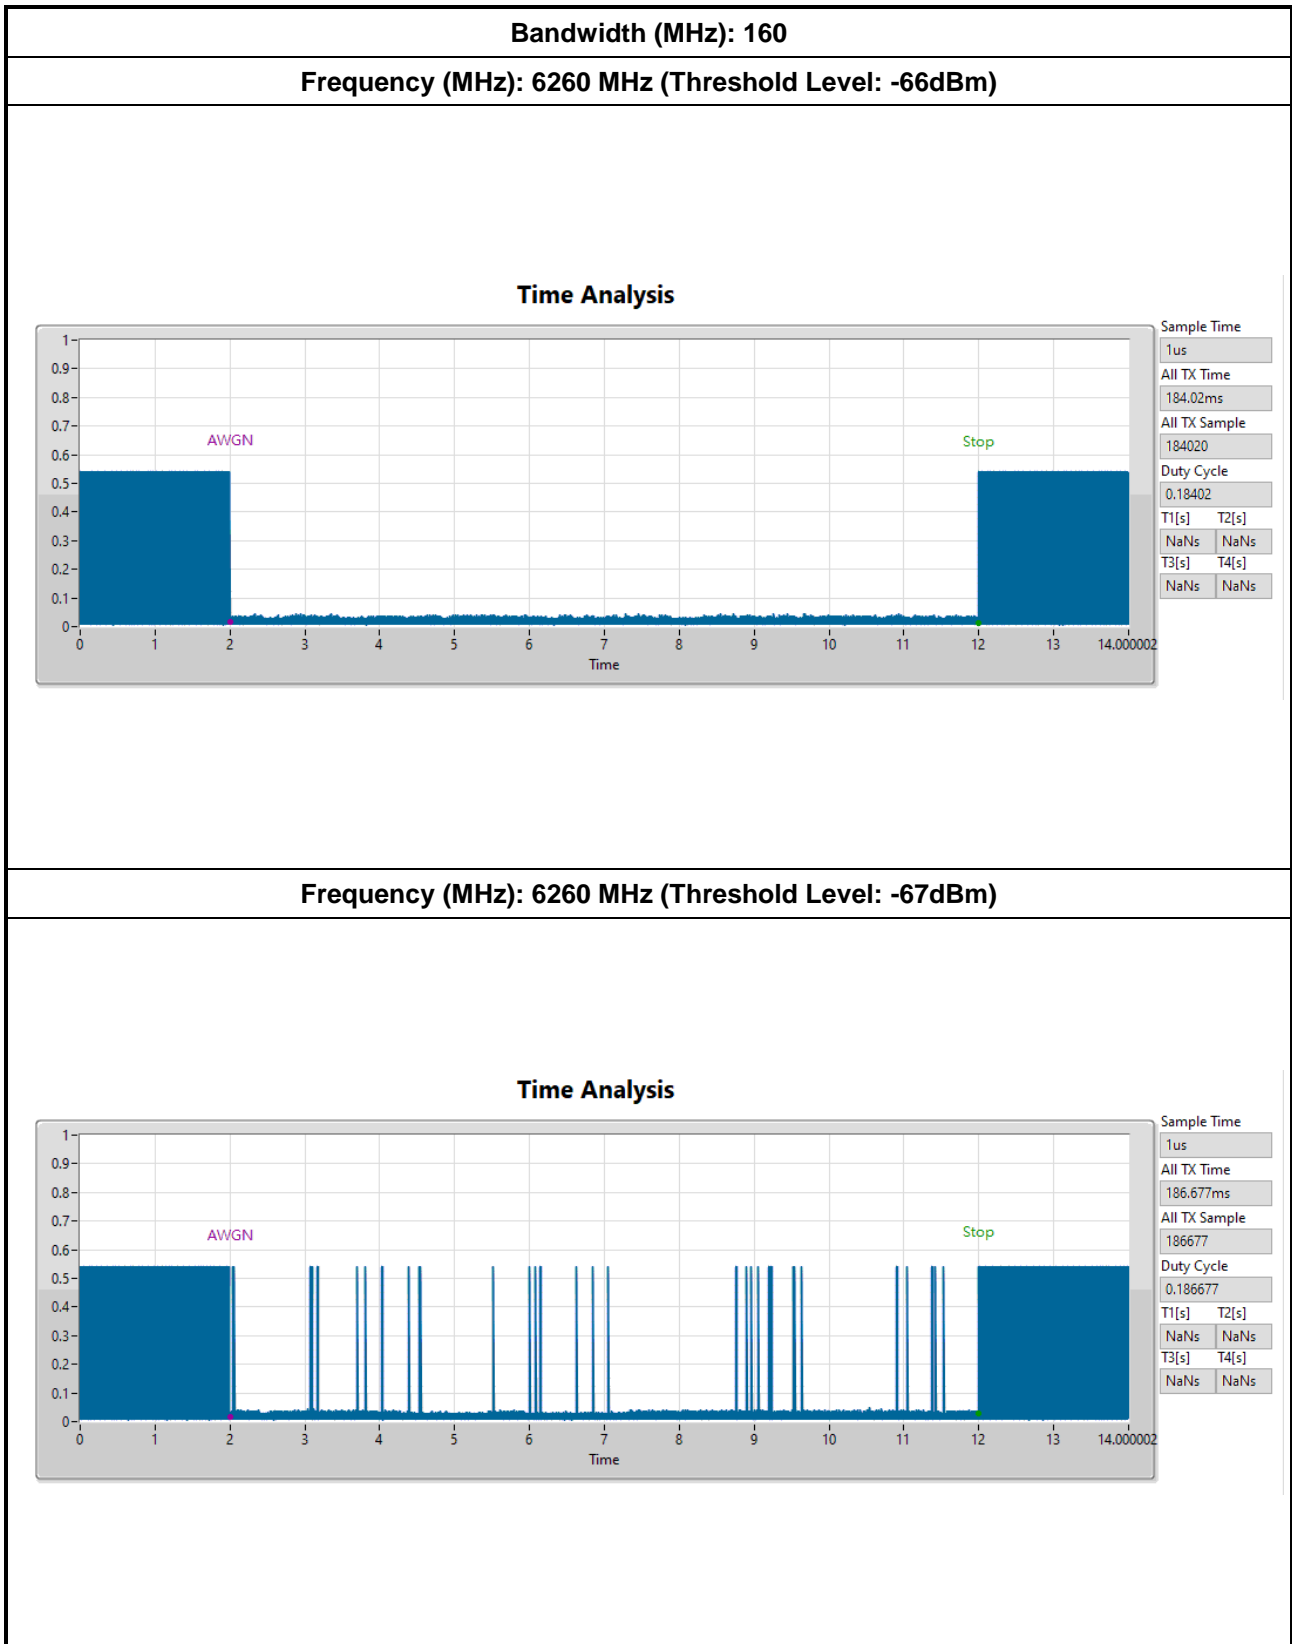 Bandwidth (MHz): 160
Frequency (MHz): 6260 MHz (Threshold Level: -66dBm)
Time Analysis
Sample Time
1us
All TX Time
184.02ms
All TX Sample
184020
Duty Cycle
0.18402
T1[s] T2[s]
NaNs NaNs
T3[s] T4[s]
NaNs NaNs
1
0.9
0.8
0.7
0.6
0.5
0.4
0.3
0.2
0.1
0
AWGN
Stop
0 1 2 3 4 5 6 7 8 9 10 11 12 13 14.000002
Time
Frequency (MHz): 6260 MHz (Threshold Level: -67dBm)
Time Analysis
Sample Time
1us
All TX Time
186.677ms
All TX Sample
186677
Duty Cycle
0.186677
T1[s] T2[s]
NaNs NaNs
T3[s] T4[s]
NaNs NaNs
1
0.9
0.8
0.7
0.6
0.5
0.4
0.3
0.2
0.1
0
AWGN
Stop
0 1 2 3 4 5 6 7 8 9 10 11 12 13 14.000002
Time